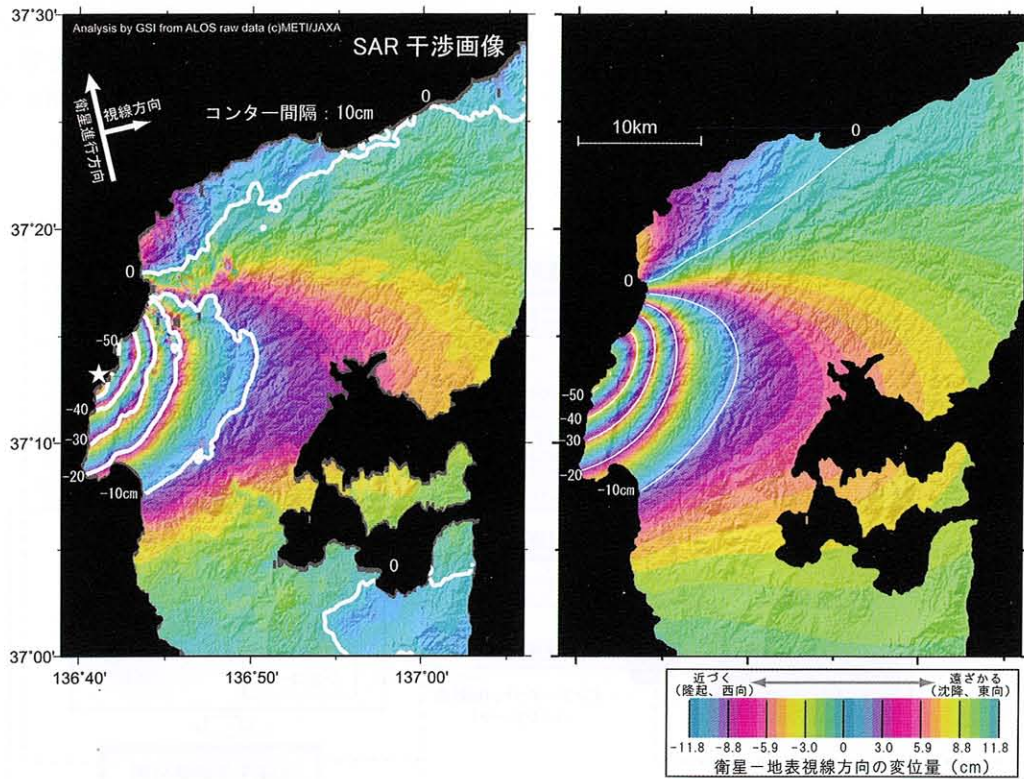 37°30'
Analysis by GSI from ALOS raw data (c)METI/JAXA
SAR 干渉画像
衛星進行方向
視線方向
コンター間隔：10cm
0
37°20'
0
-50
-40
-30
-20
-10cm
37°10'
0
37°00'
136°40'
136°50'
137°00'
10km
0
0
-50
-40
-30
-20
-10cm
近づく
(隆起、西向)
遠ざかる
(沈降、東向)
-11.8 -8.8 -5.9 -3.0 0 3.0 5.9 8.8 11.8
衛星－地表視線方向の変位量（cm）